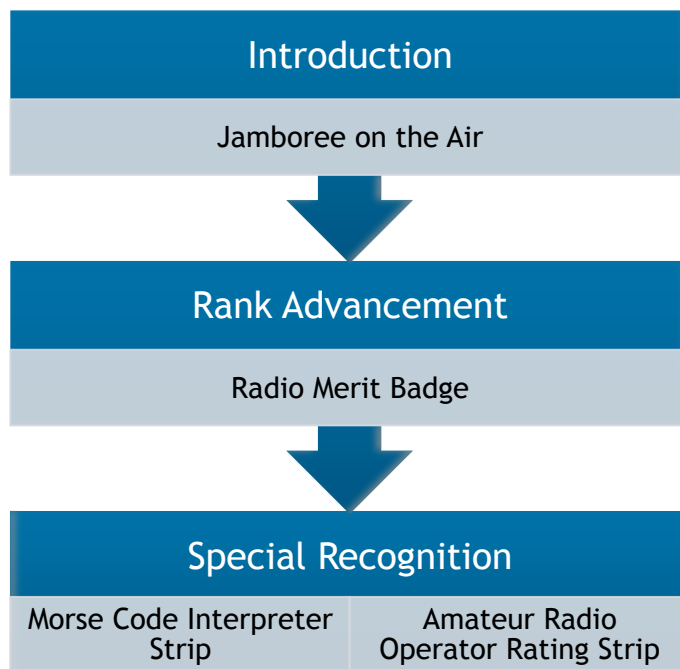 Introduction
Jamboree on the Air
Rank Advancement
Radio Merit Badge
Special Recognition
Morse Code Interpreter
Strip
Amateur Radio
Operator Rating Strip